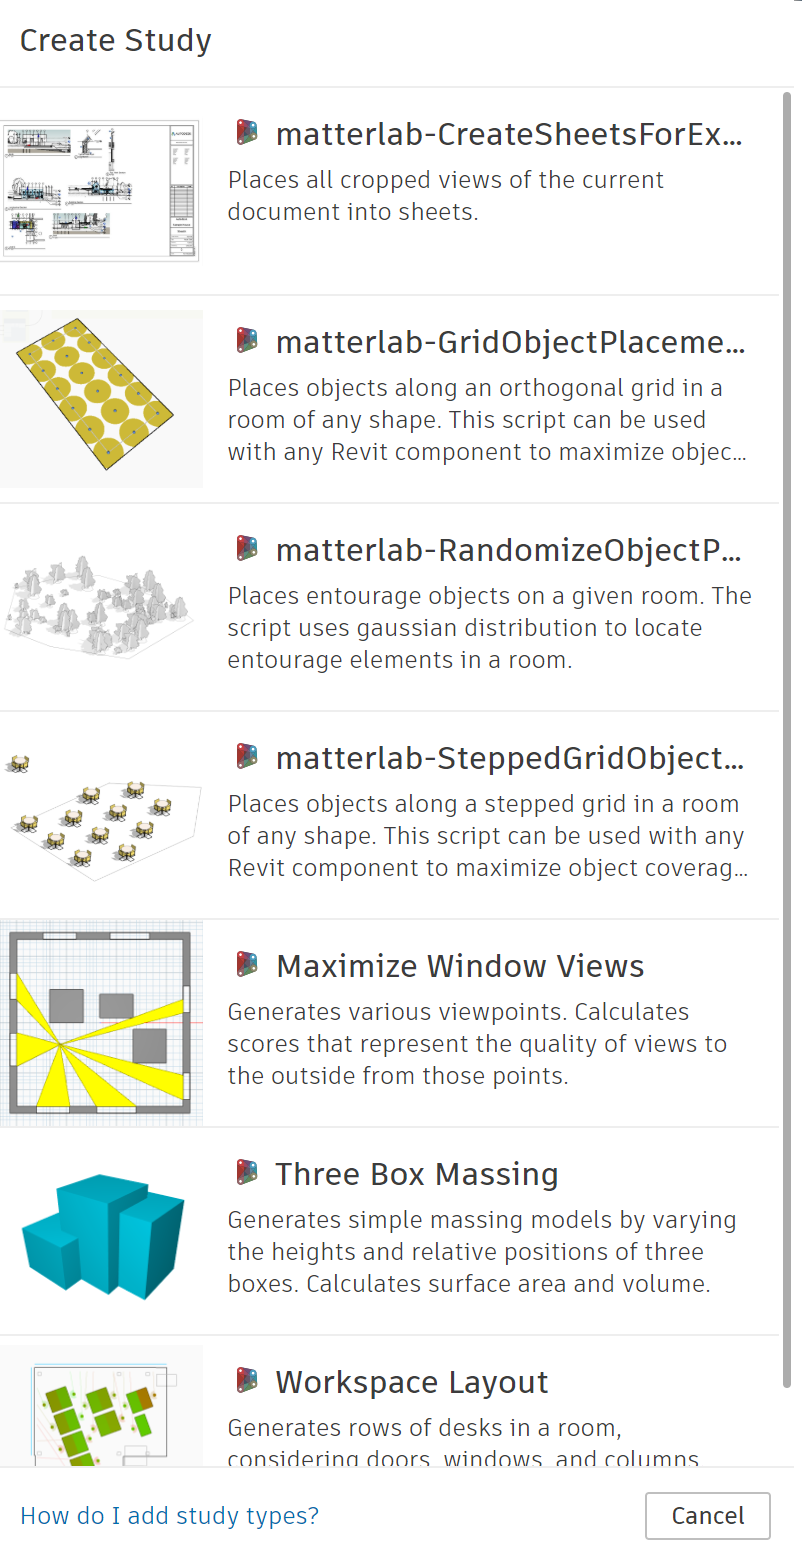 Create Study
matterlab-CreateSheetsForEx...
Places all cropped views of the current
document into sheets.
matterlab-GridObjectPlaceme...
Places objects along an orthogonal grid in a
room of any shape. This script can be used
with any Revit component to maximize objec...
matterlab-RandomizeObjectP...
Places entourage objects on a given room. The
script uses gaussian distribution to locate
entourage elements in a room.
matterlab-SteppedGridObject...
Places objects along a stepped grid in a room
of any shape. This script can be used with any
Revit component to maximize object coverag...
Maximize Window Views
Generates various viewpoints. Calculates
scores that represent the quality of views to
the outside from those points.
Three Box Massing
Generates simple massing models by varying
the heights and relative positions of three
boxes. Calculates surface area and volume.
Workspace Layout
Generates rows of desks in a room,
considering doors, windows, and columns
How do I add study types?
Cancel